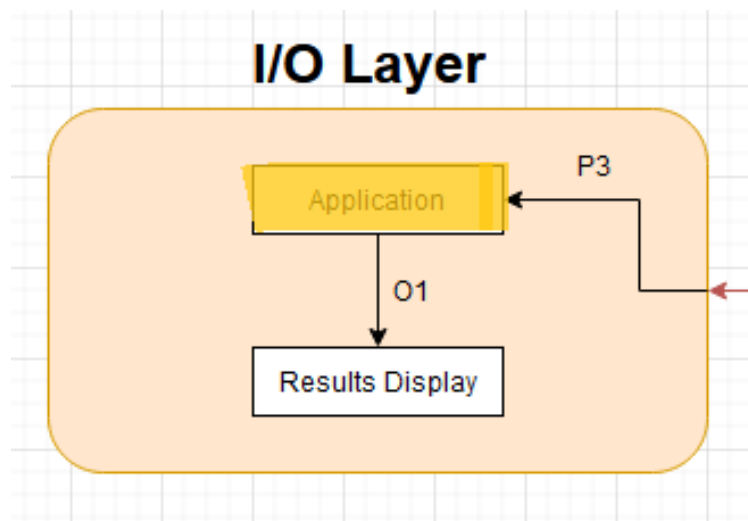 I/O Layer
P3
Application
O1
Results Display